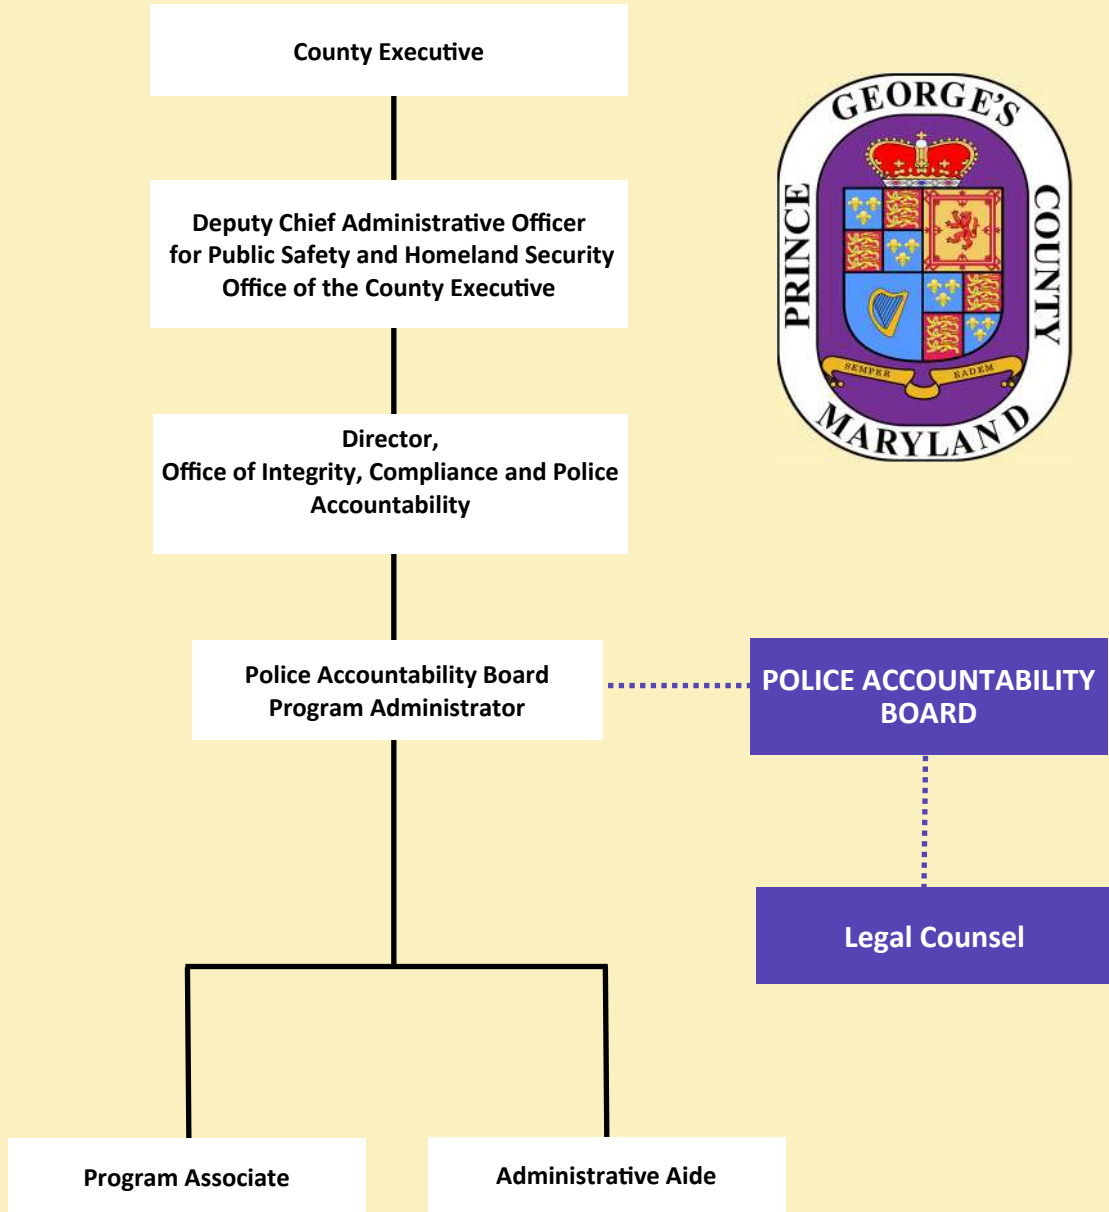 County Executive
PRINCE
GEORGE'S
COUNTY
MARYLAND
SEMPER
EADEM
Deputy Chief Administrative Officer
for Public Safety and Homeland Security
Office of the County Executive
Director,
Office of Integrity, Compliance and Police
Accountability
Police Accountability Board
Program Administrator
POLICE ACCOUNTABILITY
BOARD
Legal Counsel
Program Associate
Administrative Aide